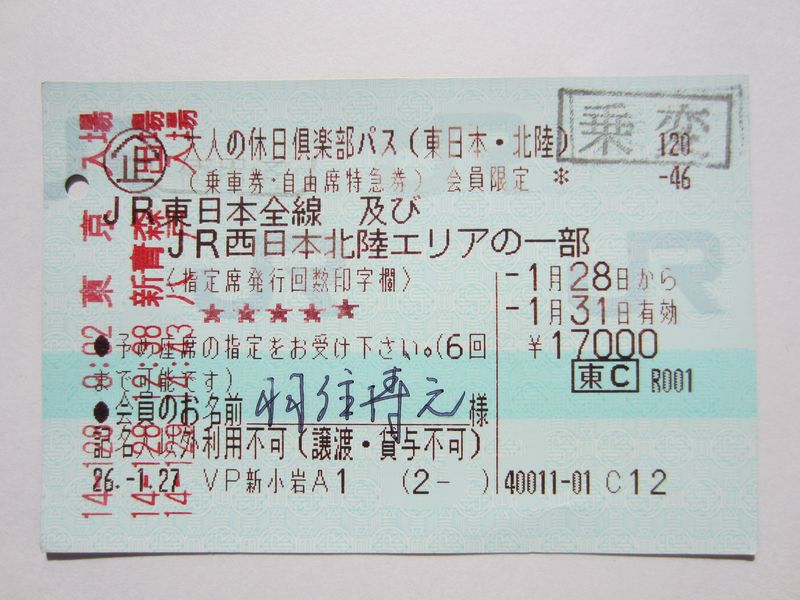 大人の休日倶楽部パス(東日本・北陸)
乗変
120
(乗車券・自由席特急券) 会員限定 *
-46
JR東日本全線 及び
JR西日本北陸エリアの一部
〈指定席発行回数印字欄〉
-1月28日から
★★★★★
-1月31日有効
●予め座席の指定をお受け下さい。(6回
¥17000
まで可能です)
東C R001
●会員のお名前 様
記名人以外利用不可(譲渡・貸与不可)
26.-1.27 VP新小岩A1 (2- ) 40011-01 C12
入場
東京
新青森